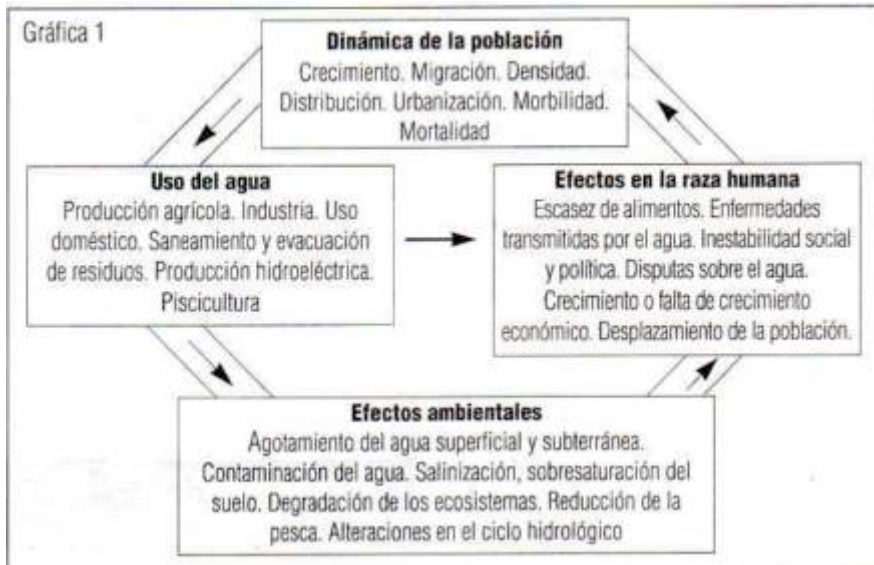 Gráfica 1
Dinámica de la población
Crecimiento. Migración. Densidad.
Distribución. Urbanización. Morbilidad.
Mortalidad
Uso del agua
Producción agrícola. Industria. Uso
doméstico. Saneamiento y evacuación
de residuos. Producción hidroeléctrica.
Piscicultura
Efectos en la raza humana
Escasez de alimentos. Enfermedades
transmitidas por el agua. Inestabilidad social
y política. Disputas sobre el agua.
Crecimiento o falta de crecimiento
económico. Desplazamiento de la población.
Efectos ambientales
Agotamiento del agua superficial y subterránea.
Contaminación del agua. Salinización, sobresaturación del
suelo. Degradación de los ecosistemas. Reducción de la
pesca. Alteraciones en el ciclo hidrológico